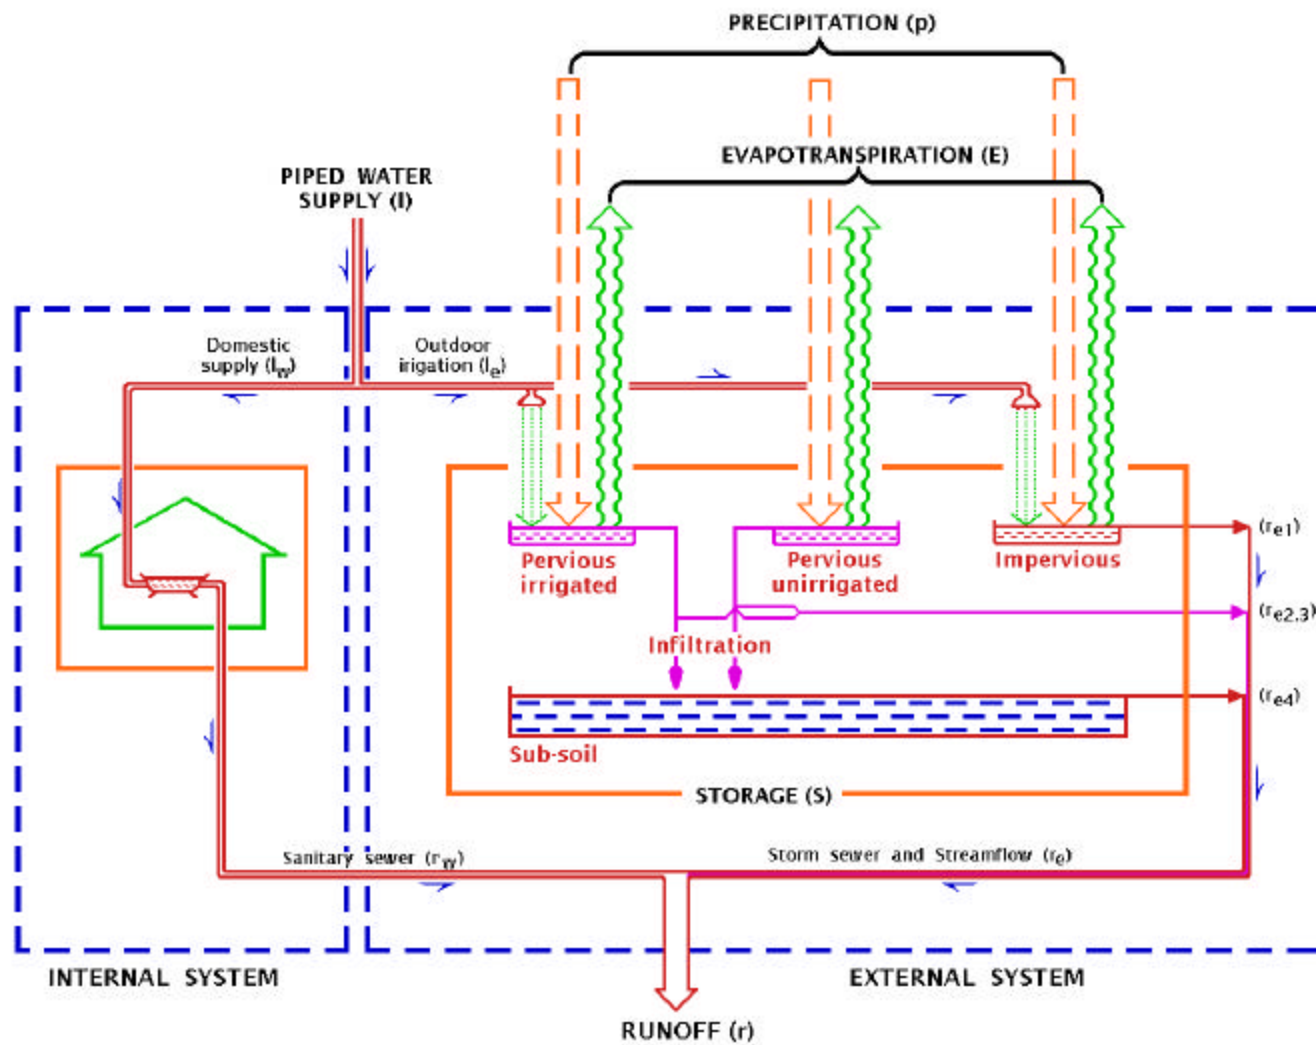 PRECIPITATION (p)
EVAPOTRANSPIRATION (E)
PIPED WATER
SUPPLY (I)
Domestic
supply (Iw)
Outdoor
irigation (Ie)
(re1)
Pervious
irrigated
Pervious
unirrigated
Impervious
(re2.3)
Infiltration
(re4)
Sub-soil
STORAGE (S)
Sanitary sewer (rw)
Storm sewer and Streamflow (re)
INTERNAL SYSTEM
EXTERNAL SYSTEM
RUNOFF (r)